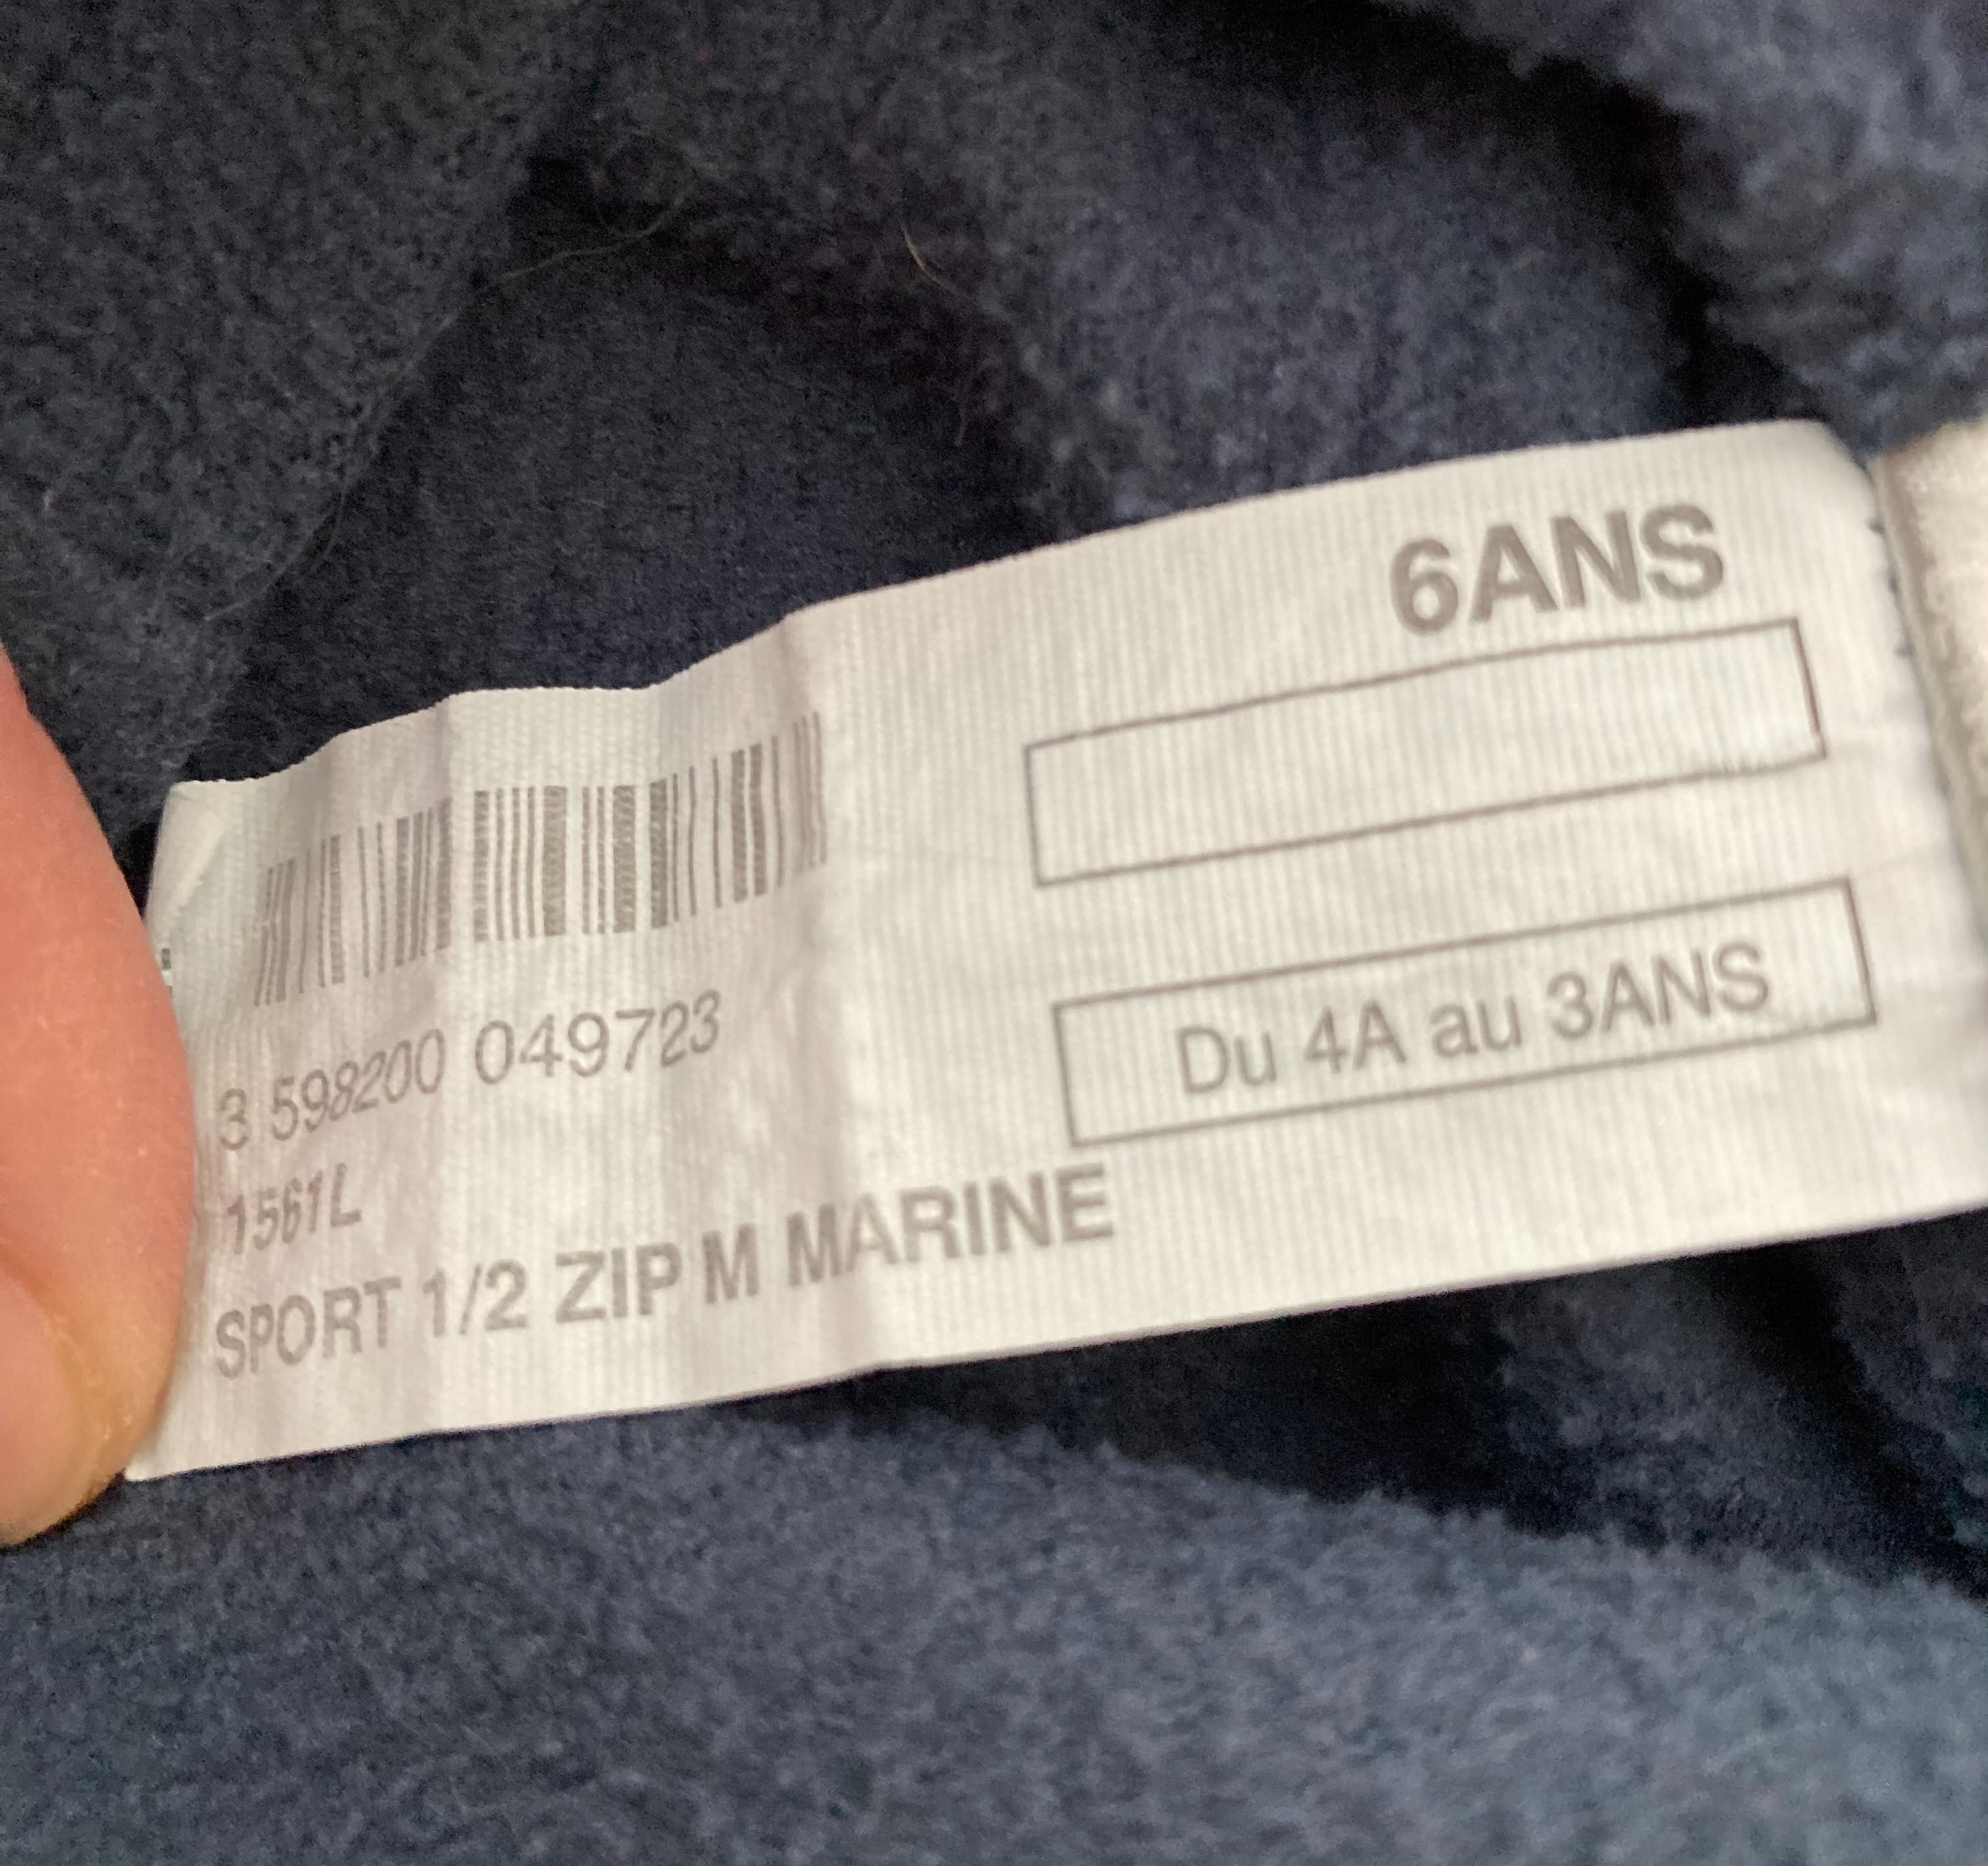 6ANS
Du 4A au 3ANS
3 598200 049723
1561L
SPORT 1/2 ZIP M MARINE